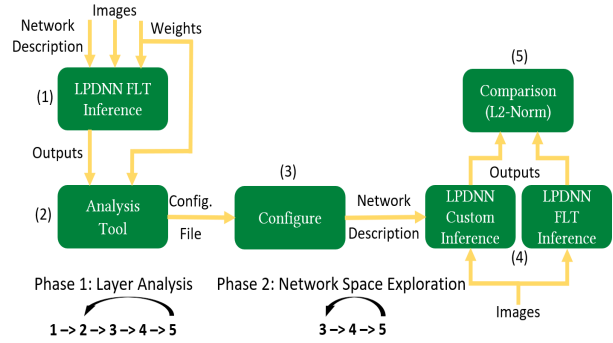 Images
Network
Description
Weights
(1)
LPDNN FLT
Inference
Outputs
(2)
Analysis
Tool
Config.
File
(3)
Configure
Network
Description
(5)
Comparison
(L2-Norm)
Outputs
LPDNN
Custom
Inference
LPDNN
FLT
Inference
(4)
Images
Phase 1: Layer Analysis
1 –> 2 –> 3 –> 4 –> 5
Phase 2: Network Space Exploration
3 –> 4 –> 5